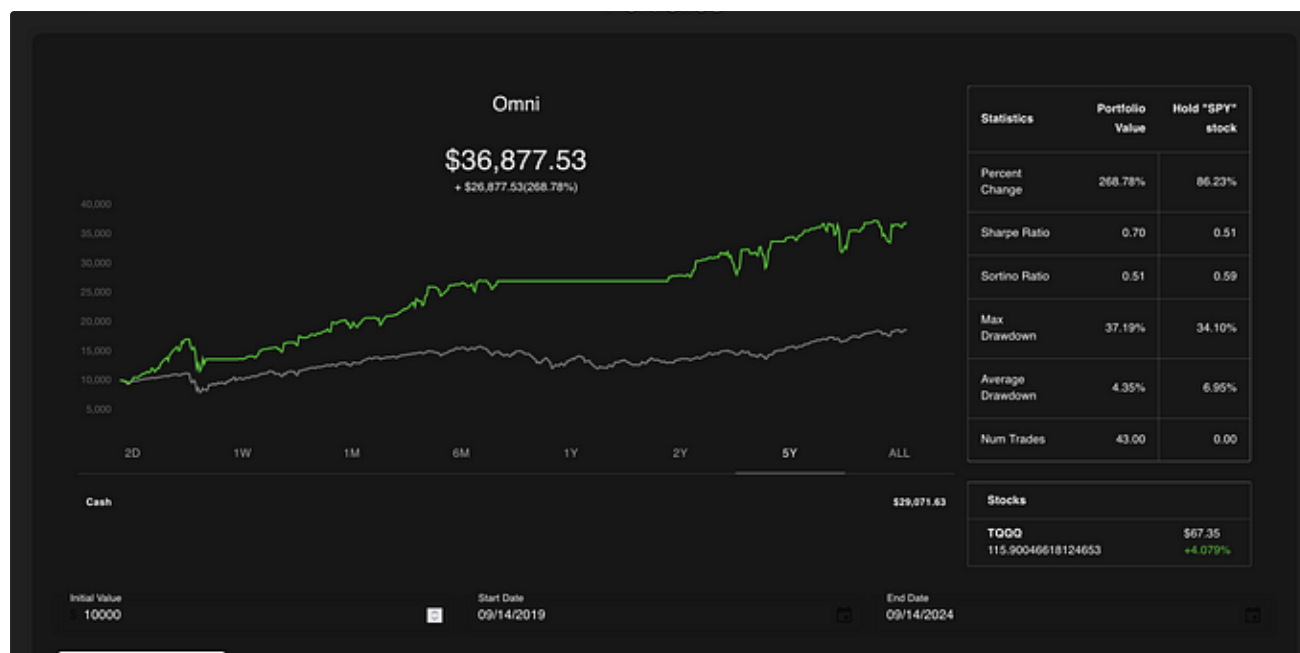 Omni
$36,877.53
+ $26,877.53(268.78%)
40,000
35,000
30,000
25,000
20,000
15,000
10,000
5,000
2D 1W 1M 6M 1Y 2Y 5Y ALL
Cash $29,071.63
Statistics Portfolio Value Hold "SPY" stock
Percent Change 268.78% 86.23%
Sharpe Ratio 0.70 0.51
Sortino Ratio 0.51 0.59
Max Drawdown 37.19% 34.10%
Average Drawdown 4.35% 6.95%
Num Trades 43.00 0.00
Stocks
TQQQ $67.35
115.90046618124653 +4.079%
Initial Value Start Date End Date
$ 10000 09/14/2019 09/14/2024